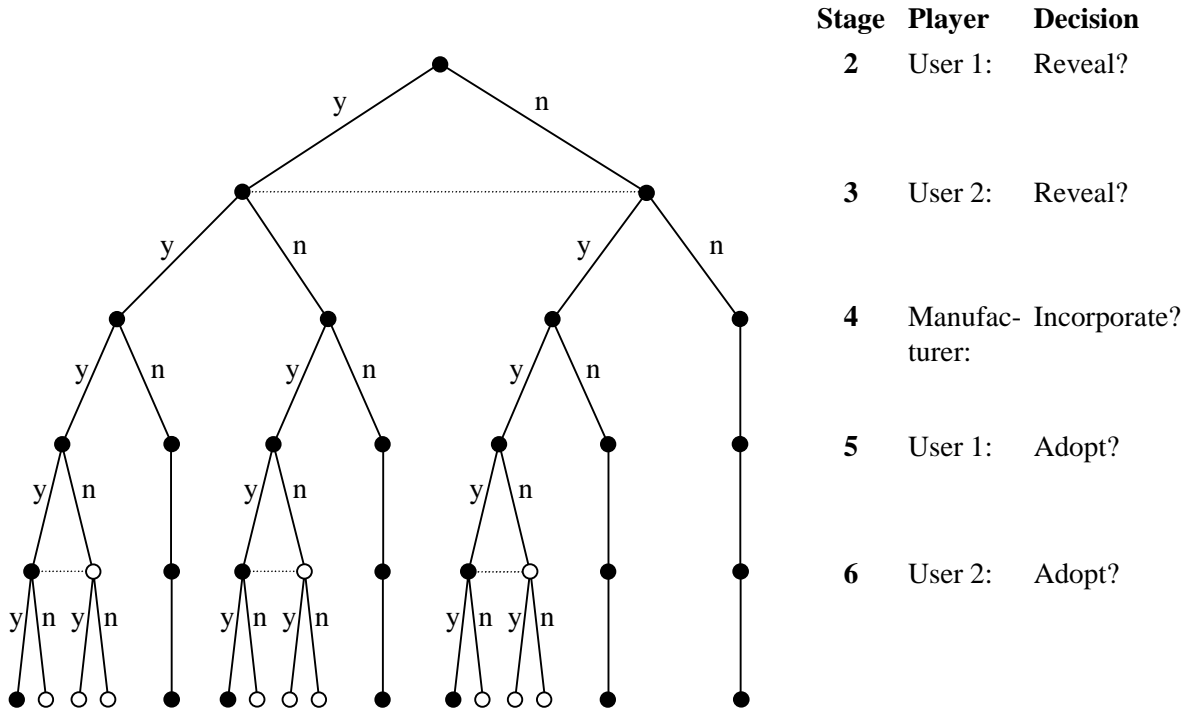 Stage Player Decision
2 User 1: Reveal?
y n
3 User 2: Reveal?
y n y n
4 Manufac- Incorporate?
turer:
y n y n y n
5 User 1: Adopt?
y n y n y n
6 User 2: Adopt?
y n y n y n y n y n y n